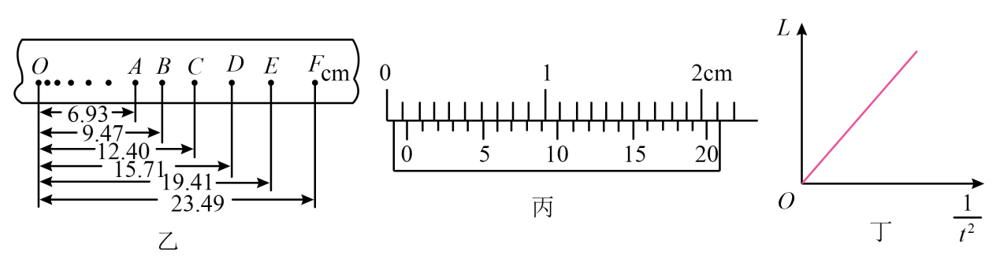 O A B C D E F cm
6.93
9.47
12.40
15.71
19.41
23.49
乙
0 1 2cm
0 5 10 15 20
丙
L
O
1
t²
丁